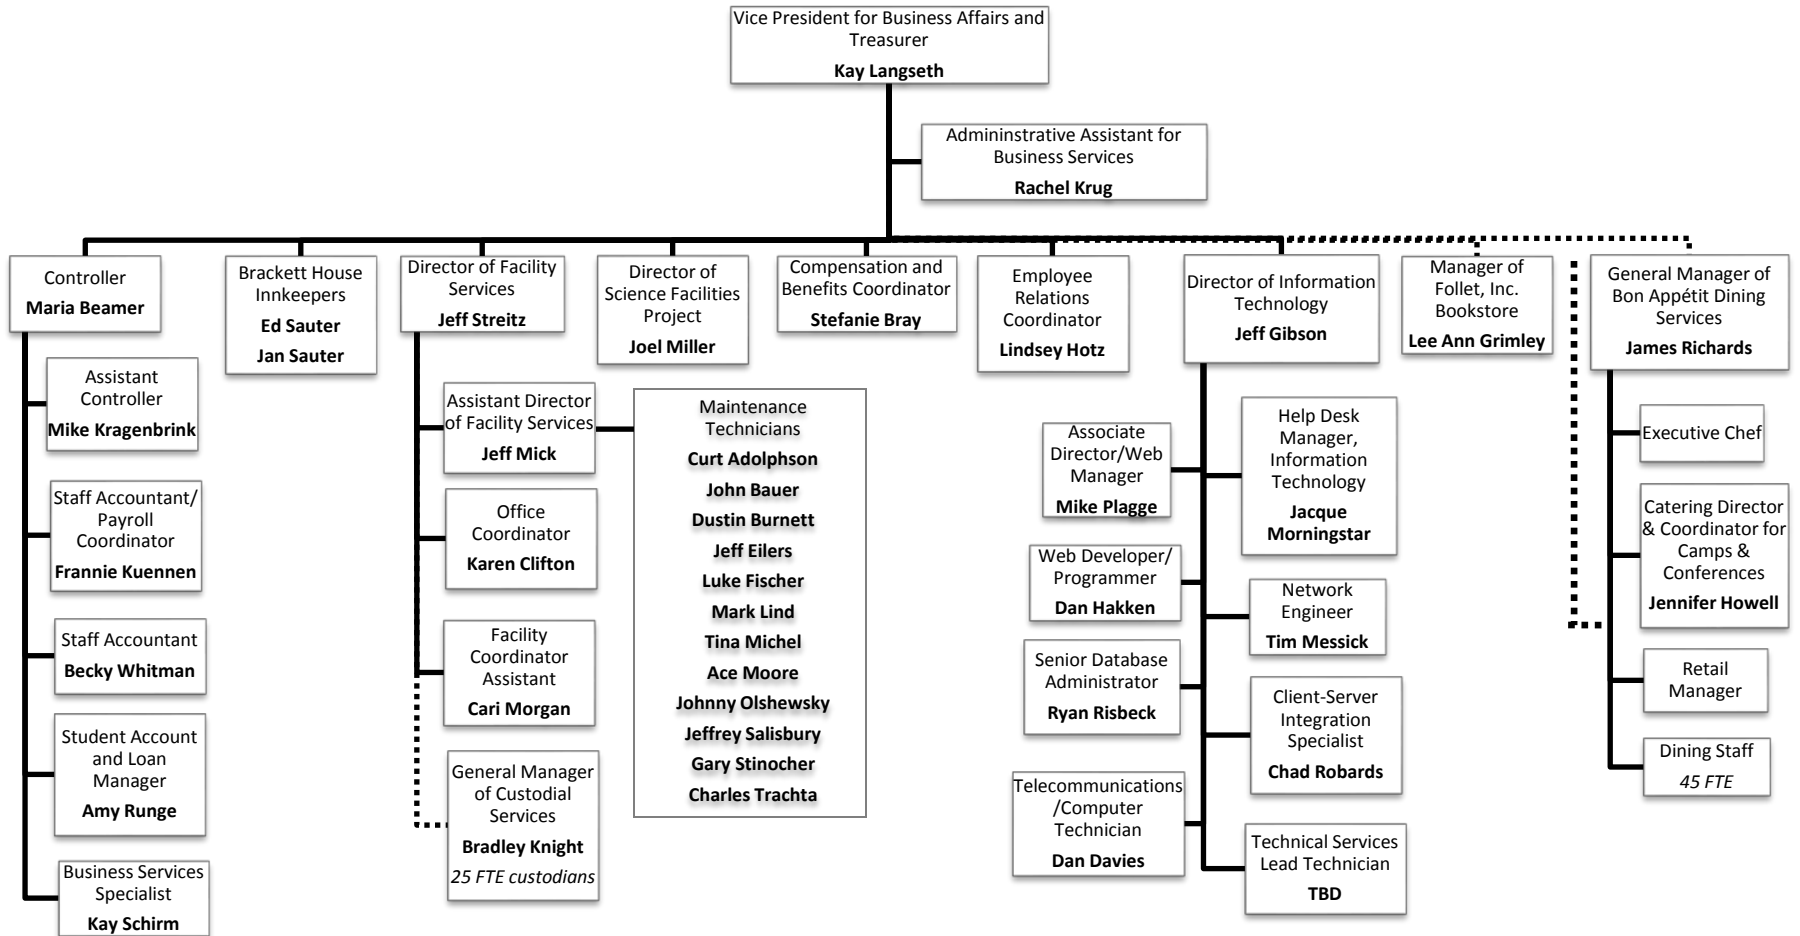 Vice President for Business Affairs and
Treasurer
Kay Langseth
Admininstrative Assistant for
Business Services
Rachel Krug
Controller
Maria Beamer
Brackett House
Innkeepers
Ed Sauter
Jan Sauter
Director of Facility
Services
Jeff Streitz
Director of
Science Facilities
Project
Joel Miller
Compensation and
Benefits Coordinator
Stefanie Bray
Employee
Relations
Coordinator
Lindsey Hotz
Director of Information
Technology
Jeff Gibson
Manager of
Follet, Inc.
Bookstore
Lee Ann Grimley
General Manager of
Bon Appétit Dining
Services
James Richards
Assistant
Controller
Mike Kragenbrink
Staff Accountant/
Payroll
Coordinator
Frannie Kuennen
Staff Accountant
Becky Whitman
Student Account
and Loan
Manager
Amy Runge
Business Services
Specialist
Kay Schirm
Assistant Director
of Facility Services
Jeff Mick
Office
Coordinator
Karen Clifton
Facility
Coordinator
Assistant
Cari Morgan
General Manager
of Custodial
Services
Bradley Knight
25 FTE custodians
Maintenance
Technicians
Curt Adolphson
John Bauer
Dustin Burnett
Jeff Eilers
Luke Fischer
Mark Lind
Tina Michel
Ace Moore
Johnny Olshewsky
Jeffrey Salisbury
Gary Stinocher
Charles Trachta
Associate
Director/Web
Manager
Mike Plagge
Web Developer/
Programmer
Dan Hakken
Senior Database
Administrator
Ryan Risbeck
Telecommunications
/Computer
Technician
Dan Davies
Help Desk
Manager,
Information
Technology
Jacque
Morningstar
Network
Engineer
Tim Messick
Client-Server
Integration
Specialist
Chad Robards
Technical Services
Lead Technician
TBD
Executive Chef
Catering Director
& Coordinator for
Camps &
Conferences
Jennifer Howell
Retail
Manager
Dining Staff
45 FTE